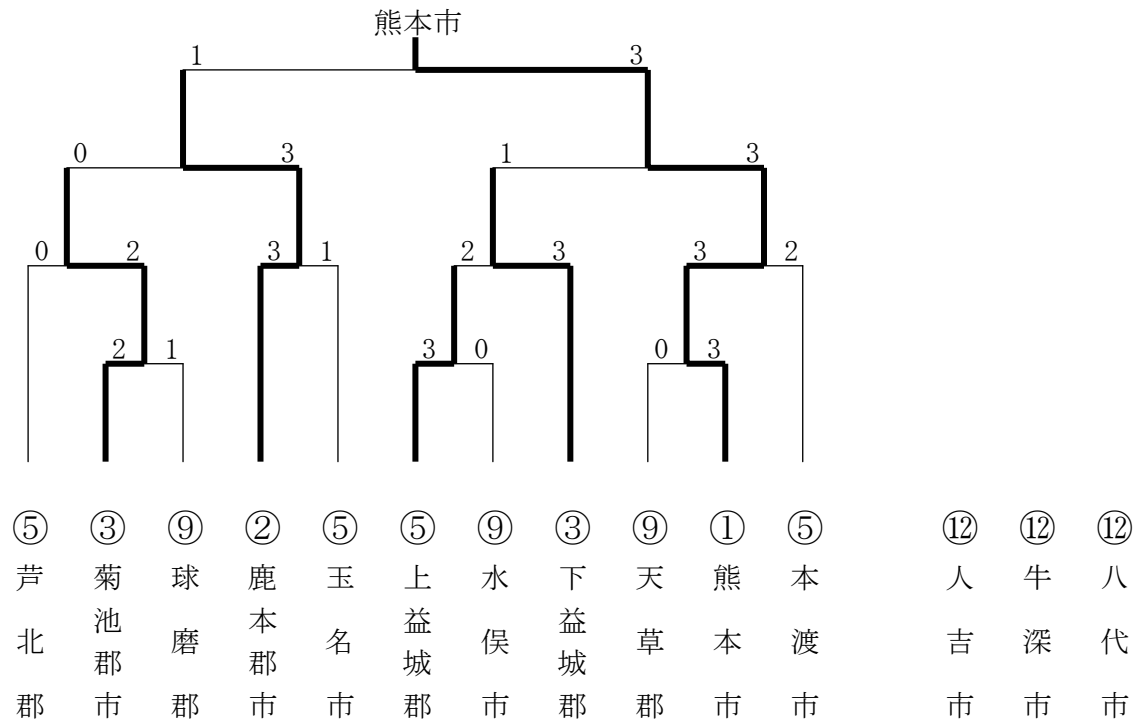 熊本市
1 3
0 3 1 3
0 2 3 1 2 3 3 2
2 1 3 0 0 3
⑤ ③ ⑨ ② ⑤ ⑤ ⑨ ③ ⑨ ① ⑤ ⑫ ⑫ ⑫
芦北郡
菊池郡市
球磨郡
鹿本郡市
玉名市
上益城郡
水俣市
下益城郡
天草郡
熊本市
本渡市
人吉市
牛深市
八代市